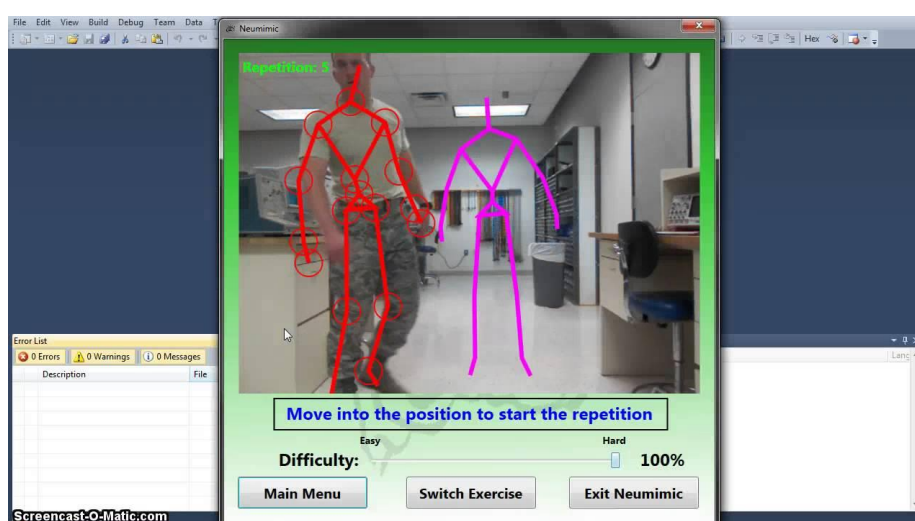 File Edit View Build Debug Team Data
Neumimic
Hex
Repetition: 5
Error List
0 Errors 0 Warnings 0 Messages
Description File
Lang
Move into the position to start the repetition
Easy Hard
Difficulty: 100%
Main Menu Switch Exercise Exit Neumimic
Screencast-O-Matic.com